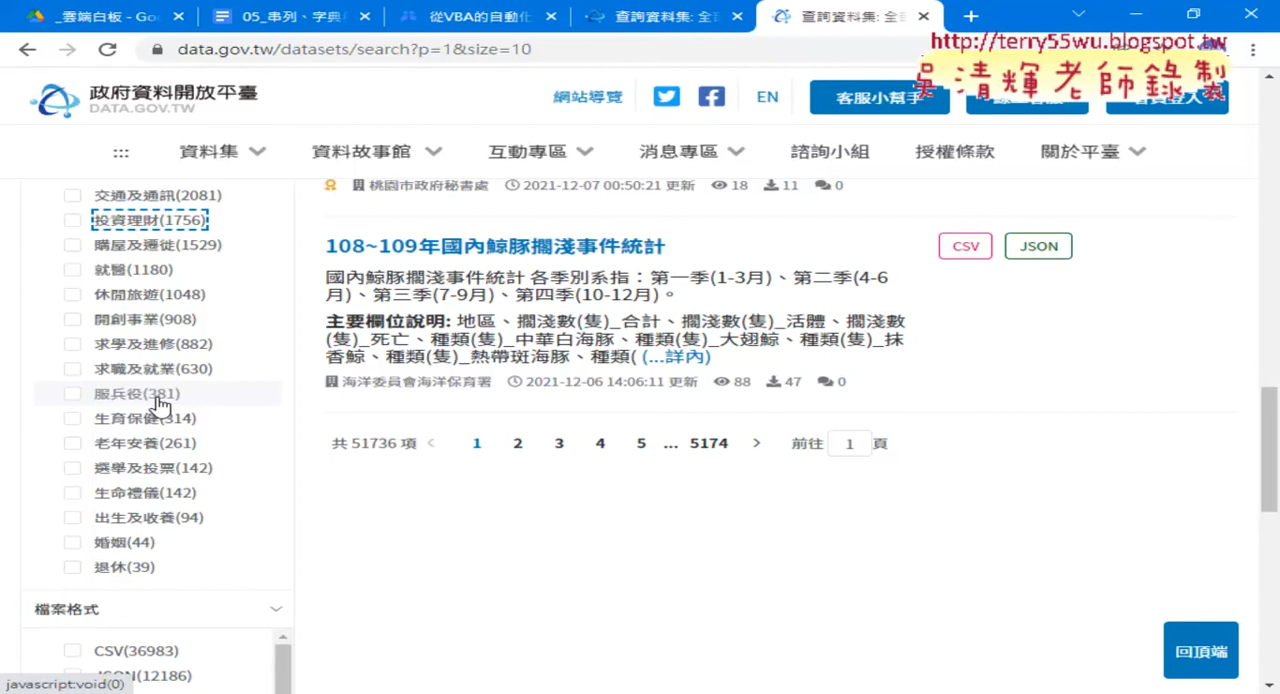 _雲端白板 - Goo
05_串列、字典
從VBA的自動化
查詢資料集: 全
查詢資料集: 全
data.gov.tw/datasets/search?p=1&size=10
http://terry55wu.blogspot.tw
吳清輝老師錄製
政府資料開放平臺
DATA.GOV.TW
網站導覽
EN
客服小幫手
資料集
資料故事館
互動專區
消息專區
諮詢小組
授權條款
關於平臺
交通及通訊(2081)
投資理財(1756)
購屋及遷徙(1529)
就醫(1180)
休閒旅遊(1048)
開創事業(908)
求學及進修(882)
求職及就業(630)
服兵役(381)
生育保健(314)
老年安養(261)
選舉及投票(142)
生命禮儀(142)
出生及收養(94)
婚姻(44)
退休(39)
檔案格式
CSV(36983)
JSON(12186)
桃園市政府秘書處 2021-12-07 00:50:21 更新 18 11 0
108~109年國內鯨豚擱淺事件統計
CSV
JSON
國內鯨豚擱淺事件統計 各季別系指：第一季(1-3月)、第二季(4-6
月)、第三季(7-9月)、第四季(10-12月)。
主要欄位說明: 地區、擱淺數(隻)_合計、擱淺數(隻)_活體、擱淺數
(隻)_死亡、種類(隻)_中華白海豚、種類(隻)_大翅鯨、種類(隻)_抹
香鯨、種類(隻)_熱帶斑海豚、種類( (...詳內)
海洋委員會海洋保育署 2021-12-06 14:06:11 更新 88 47 0
共 51736 項 < 1 2 3 4 5 ... 5174 > 前往 1 頁
回頂端
javascript:void(0)